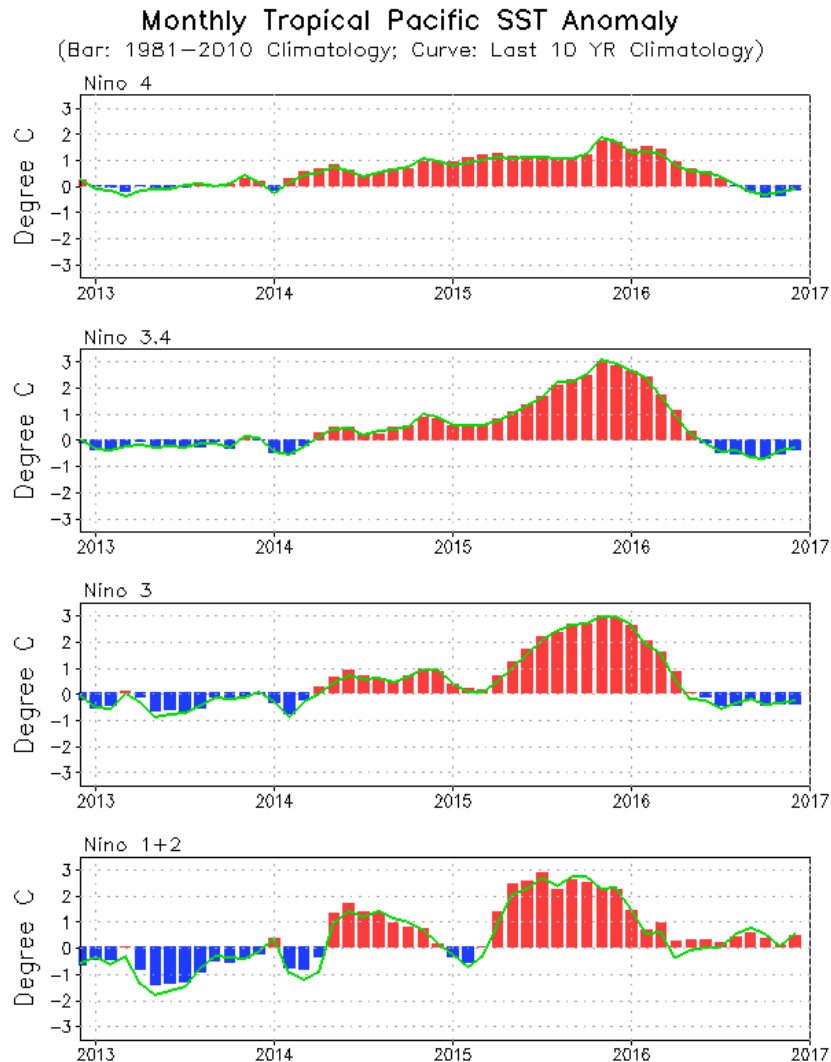 Monthly Tropical Pacific SST Anomaly
(Bar: 1981–2010 Climatology; Curve: Last 10 YR Climatology)
Nino 4
Degree C
3
2
1
0
−1
−2
−3
2013 2014 2015 2016 2017
Nino 3.4
Degree C
3
2
1
0
−1
−2
−3
2013 2014 2015 2016 2017
Nino 3
Degree C
3
2
1
0
−1
−2
−3
2013 2014 2015 2016 2017
Nino 1+2
Degree C
3
2
1
0
−1
−2
−3
2013 2014 2015 2016 2017